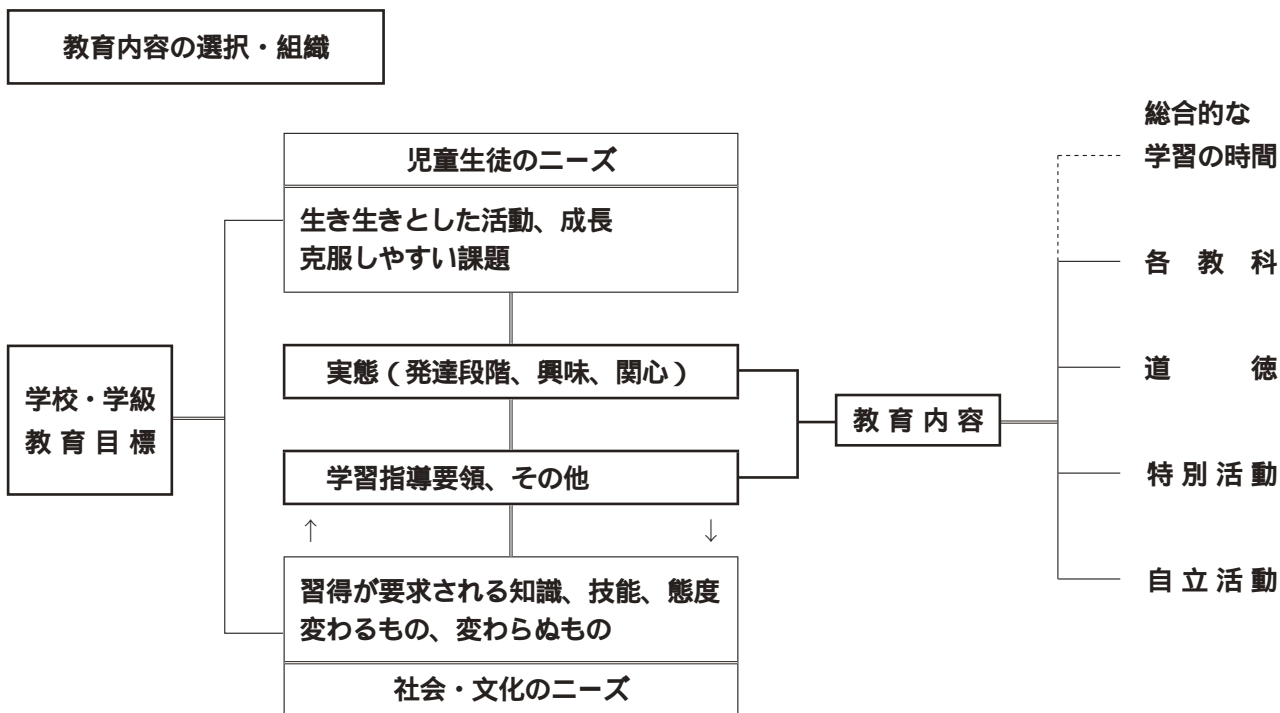 教育内容の選択・組織
児童生徒のニーズ
生き生きとした活動、成長
克服しやすい課題
実態(発達段階、興味、関心)
学習指導要領、その他
↑ ↓
習得が要求される知識、技能、態度
変わるもの、変わらぬもの
社会・文化のニーズ
学校・学級
教育目標
教育内容
総合的な
学習の時間
各教科
道徳
特別活動
自立活動